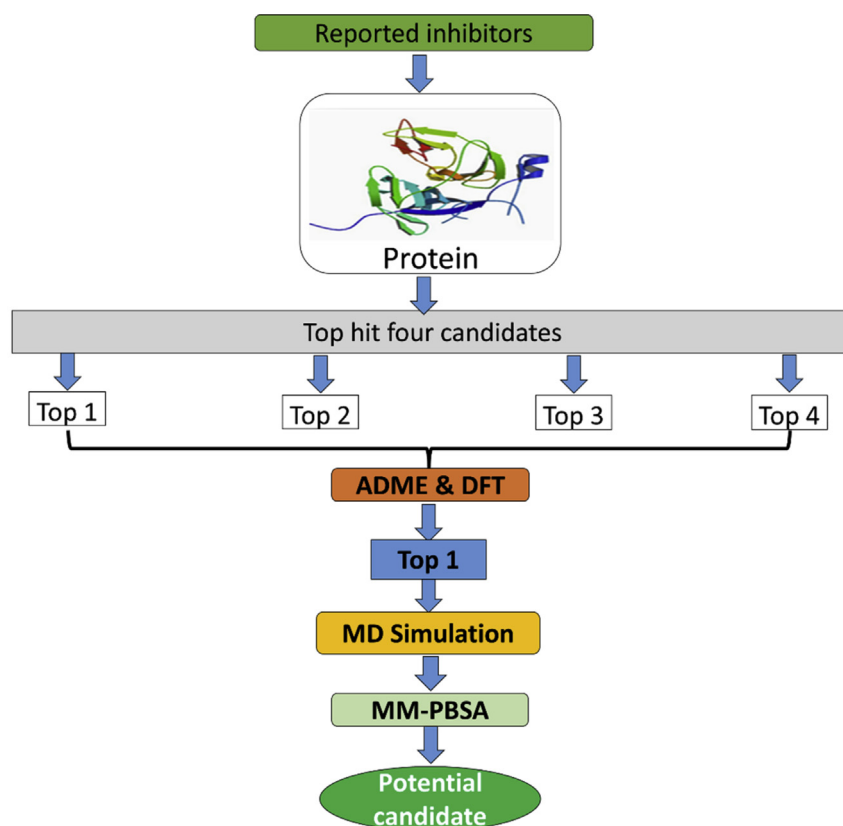 Reported inhibitors
Protein
Top hit four candidates
Top 1
Top 2
Top 3
Top 4
ADME & DFT
Top 1
MD Simulation
MM-PBSA
Potential
candidate